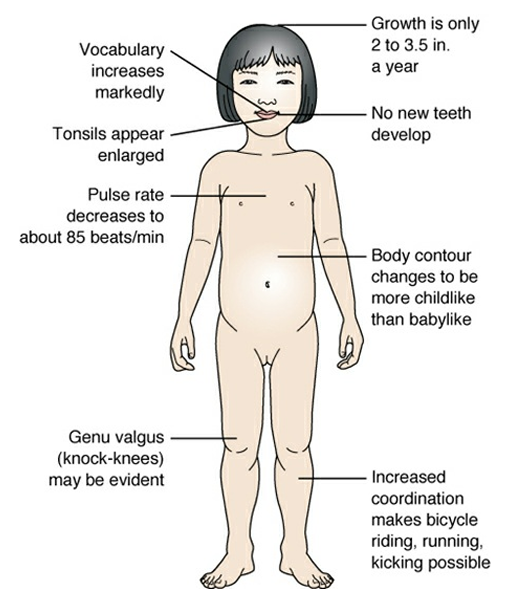 Growth is only
2 to 3.5 in.
a year
Vocabulary
increases
markedly
No new teeth
develop
Tonsils appear
enlarged
Pulse rate
decreases to
about 85 beats/min
Body contour
changes to be
more childlike
than babylike
Genu valgus
(knock-knees)
may be evident
Increased
coordination
makes bicycle
riding, running,
kicking possible